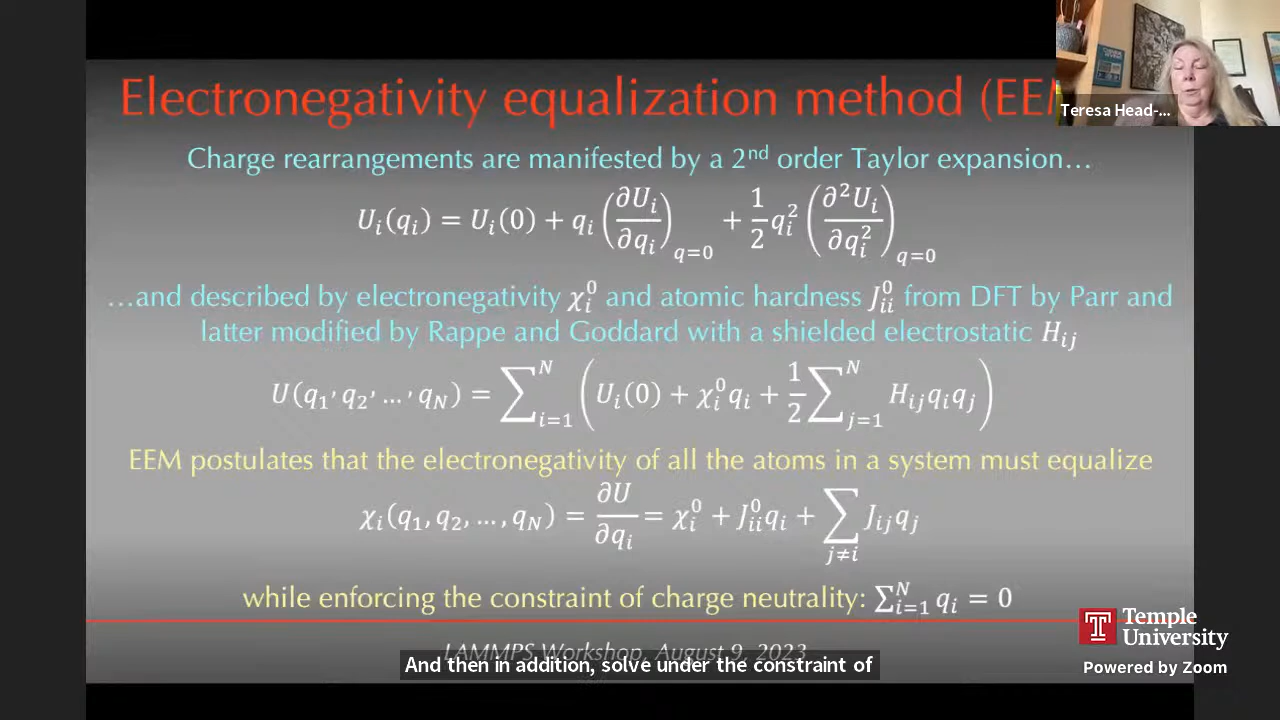 Electronegativity equalization method (EEM
Teresa Head-...
Charge rearrangements are manifested by a 2nd order Taylor expansion…
U_i(q_i) = U_i(0) + q_i (∂U_i/∂q_i)_{q=0} + 1/2 q_i^2 (∂^2U_i/∂q_i^2)_{q=0}
…and described by electronegativity χ_i^0 and atomic hardness J_ii^0 from DFT by Parr and
latter modified by Rappe and Goddard with a shielded electrostatic H_ij
U(q_1, q_2, …, q_N) = ∑_{i=1}^N (U_i(0) + χ_i^0 q_i + 1/2 ∑_{j=1}^N H_ij q_i q_j)
EEM postulates that the electronegativity of all the atoms in a system must equalize
χ_i(q_1, q_2, …, q_N) = ∂U/∂q_i = χ_i^0 + J_ii^0 q_i + ∑_{j≠i} J_ij q_j
while enforcing the constraint of charge neutrality: ∑_{i=1}^N q_i = 0
LAMMPS Workshop, August 9, 2023
And then in addition, solve under the constraint of
T
Temple
University
Powered by Zoom